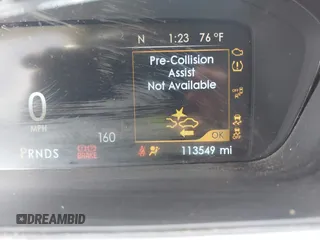 N 1:23 76 °F
Pre-Collision
Assist
Not Available
0
MPH
160
OK
PRNDS
113549 mi
DREAMBID